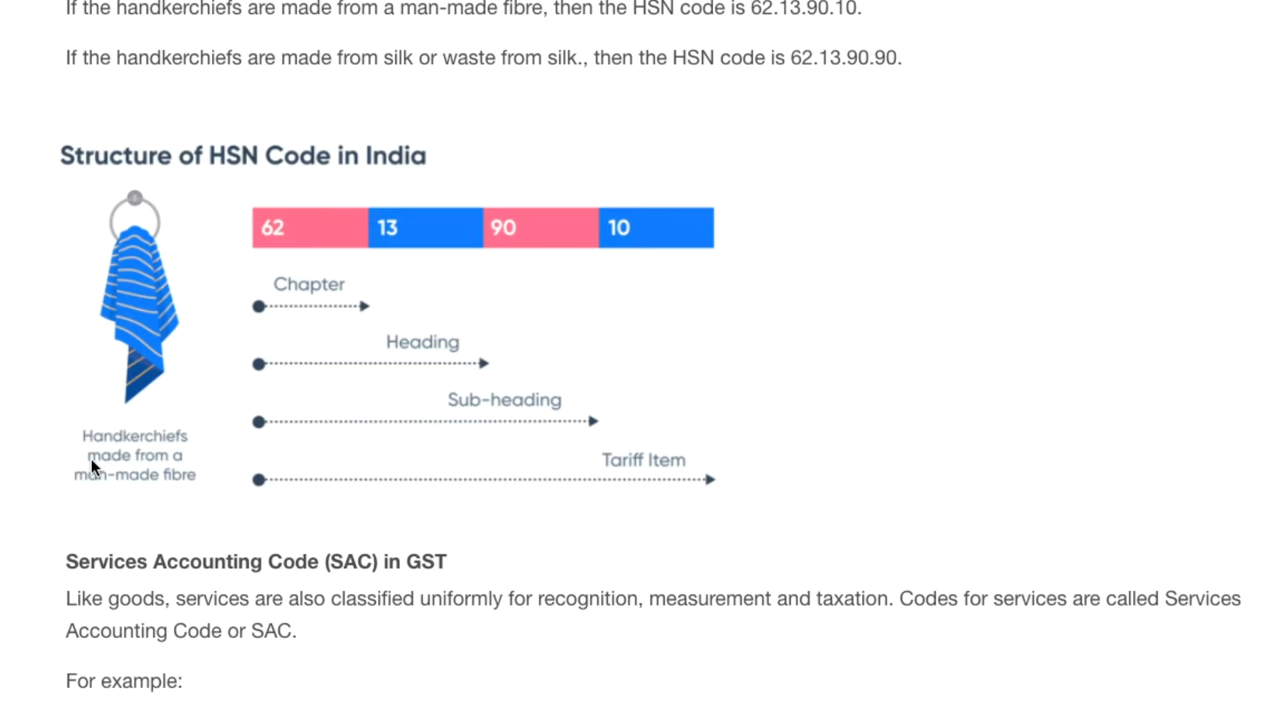 If the handkerchiefs are made from a man-made fibre, then the HSN code is 62.13.90.10.
If the handkerchiefs are made from silk or waste from silk., then the HSN code is 62.13.90.90.
Structure of HSN Code in India
62 13 90 10
Chapter
Heading
Sub-heading
Tariff Item
Handkerchiefs
made from a
man-made fibre
Services Accounting Code (SAC) in GST
Like goods, services are also classified uniformly for recognition, measurement and taxation. Codes for services are called Services
Accounting Code or SAC.
For example: